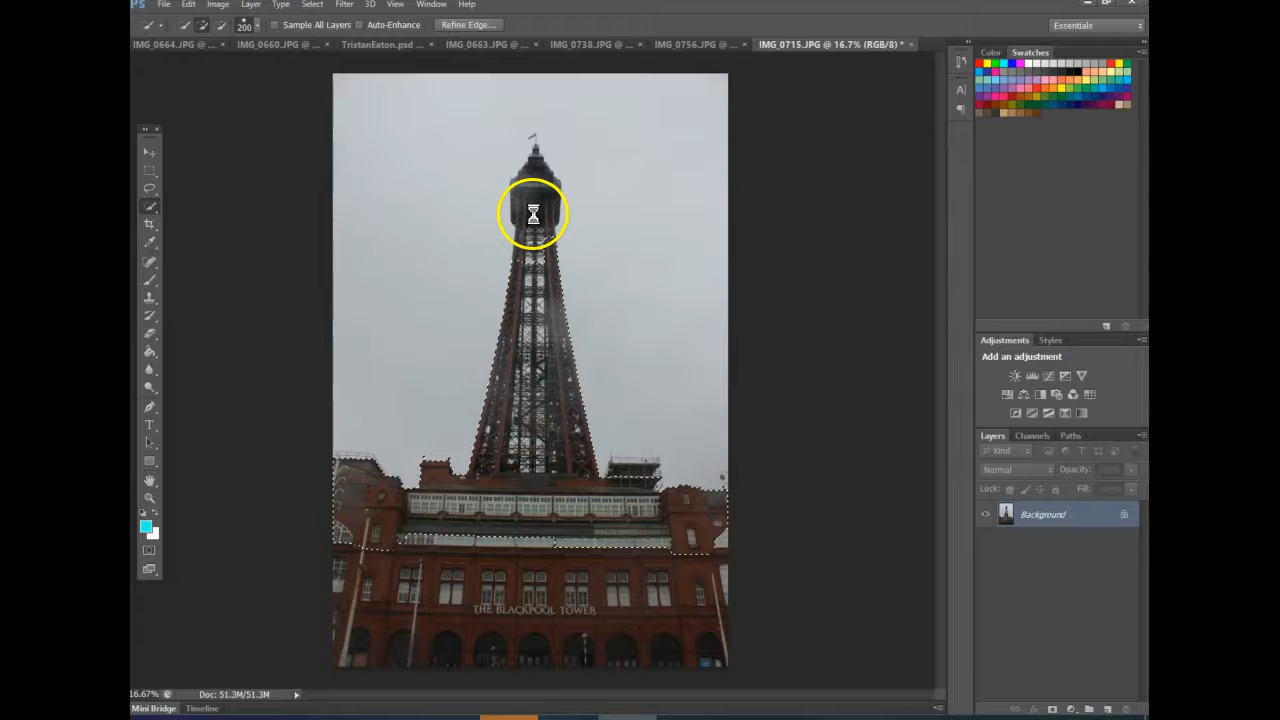 Ps File Edit Image Layer Type Select Filter 3D View Window Help
200 Sample All Layers Auto-Enhance Refine Edge... Essentials
IMG_0664.JPG @ ... × IMG_0660.JPG @ ... × TristanEaton.psd ... × IMG_0663.JPG @ ... × IMG_0738.JPG @ ... × IMG_0756.JPG @ ... × IMG_0715.JPG @ 16.7% (RGB/8) * ×
Color Swatches
Adjustments Styles
Add an adjustment
Layers Channels Paths
Kind
Normal Opacity: 100%
Lock: Fill:
Background
THE BLACKPOOL TOWER
16.67% Doc: 51.3M/51.3M
Mini Bridge Timeline